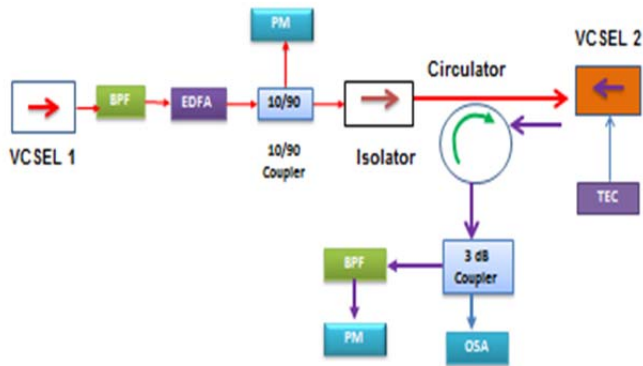 PM
VCSEL 2
Circulator
BPF
EDFA
10/90
VCSEL 1
10/90
Coupler
Isolator
TEC
BPF
3 dB
Coupler
PM
OSA